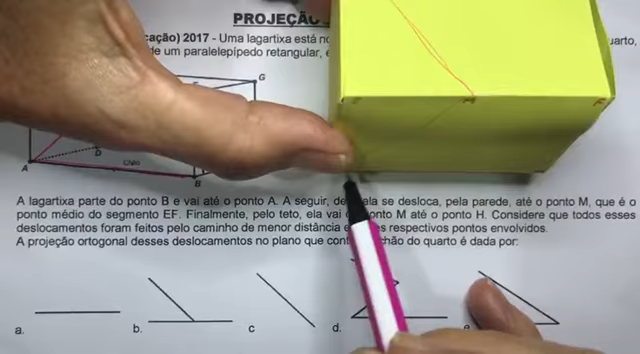 PROJEÇÃO
cação) 2017 - Uma lagartixa está no uarto,
de um paralelepípedo retangular, e
G
A D B
A lagartixa parte do ponto B e vai até o ponto A. A seguir, de ela se desloca, pela parede, até o ponto M, que é o
ponto médio do segmento EF. Finalmente, pelo teto, ela vai onto M até o ponto H. Considere que todos esses
deslocamentos foram feitos pelo caminho de menor distância e s respectivos pontos envolvidos.
A projeção ortogonal desses deslocamentos no plano que con chão do quarto é dada por:
a. b. c d. e